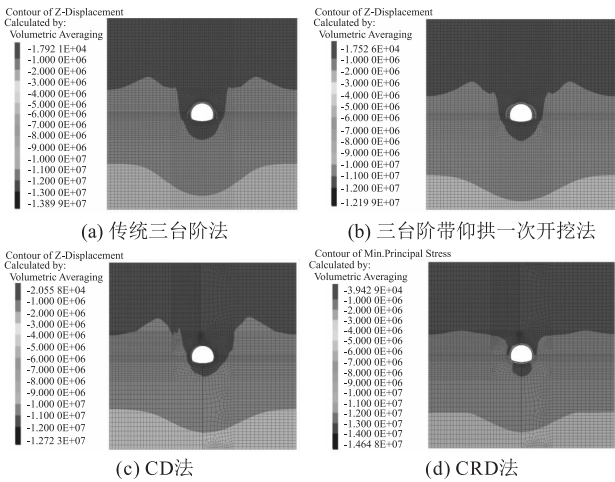 Contour of Z-Displacement
Calculated by:
Volumetric Averaging
-1.792 1E+04
-1.000 0E+06
-2.000 0E+06
-3.000 0E+06
-4.000 0E+06
-5.000 0E+06
-6.000 0E+06
-7.000 0E+06
-8.000 0E+06
-9.000 0E+06
-1.000 0E+07
-1.100 0E+07
-1.200 0E+07
-1.300 0E+07
-1.389 9E+07
(a) 传统三台阶法
Contour of Z-Displacement
Calculated by:
Volumetric Averaging
-1.752 6E+04
-1.000 0E+06
-2.000 0E+06
-3.000 0E+06
-4.000 0E+06
-5.000 0E+06
-6.000 0E+06
-7.000 0E+06
-8.000 0E+06
-9.000 0E+06
-1.000 0E+07
-1.100 0E+07
-1.200 0E+07
-1.219 9E+07
(b) 三台阶带仰拱一次开挖法
Contour of Z-Displacement
Calculated by:
Volumetric Averaging
-2.055 8E+04
-1.000 0E+06
-2.000 0E+06
-3.000 0E+06
-4.000 0E+06
-5.000 0E+06
-6.000 0E+06
-7.000 0E+06
-8.000 0E+06
-9.000 0E+06
-1.000 0E+07
-1.100 0E+07
-1.200 0E+07
-1.272 3E+07
(c) CD法
Contour of Min.Principal Stress
Calculated by:
Volumetric Averaging
-3.942 9E+04
-1.000 0E+06
-2.000 0E+06
-3.000 0E+06
-4.000 0E+06
-5.000 0E+06
-6.000 0E+06
-7.000 0E+06
-8.000 0E+06
-9.000 0E+06
-1.000 0E+07
-1.100 0E+07
-1.200 0E+07
-1.300 0E+07
-1.400 0E+07
-1.464 8E+07
(d) CRD法